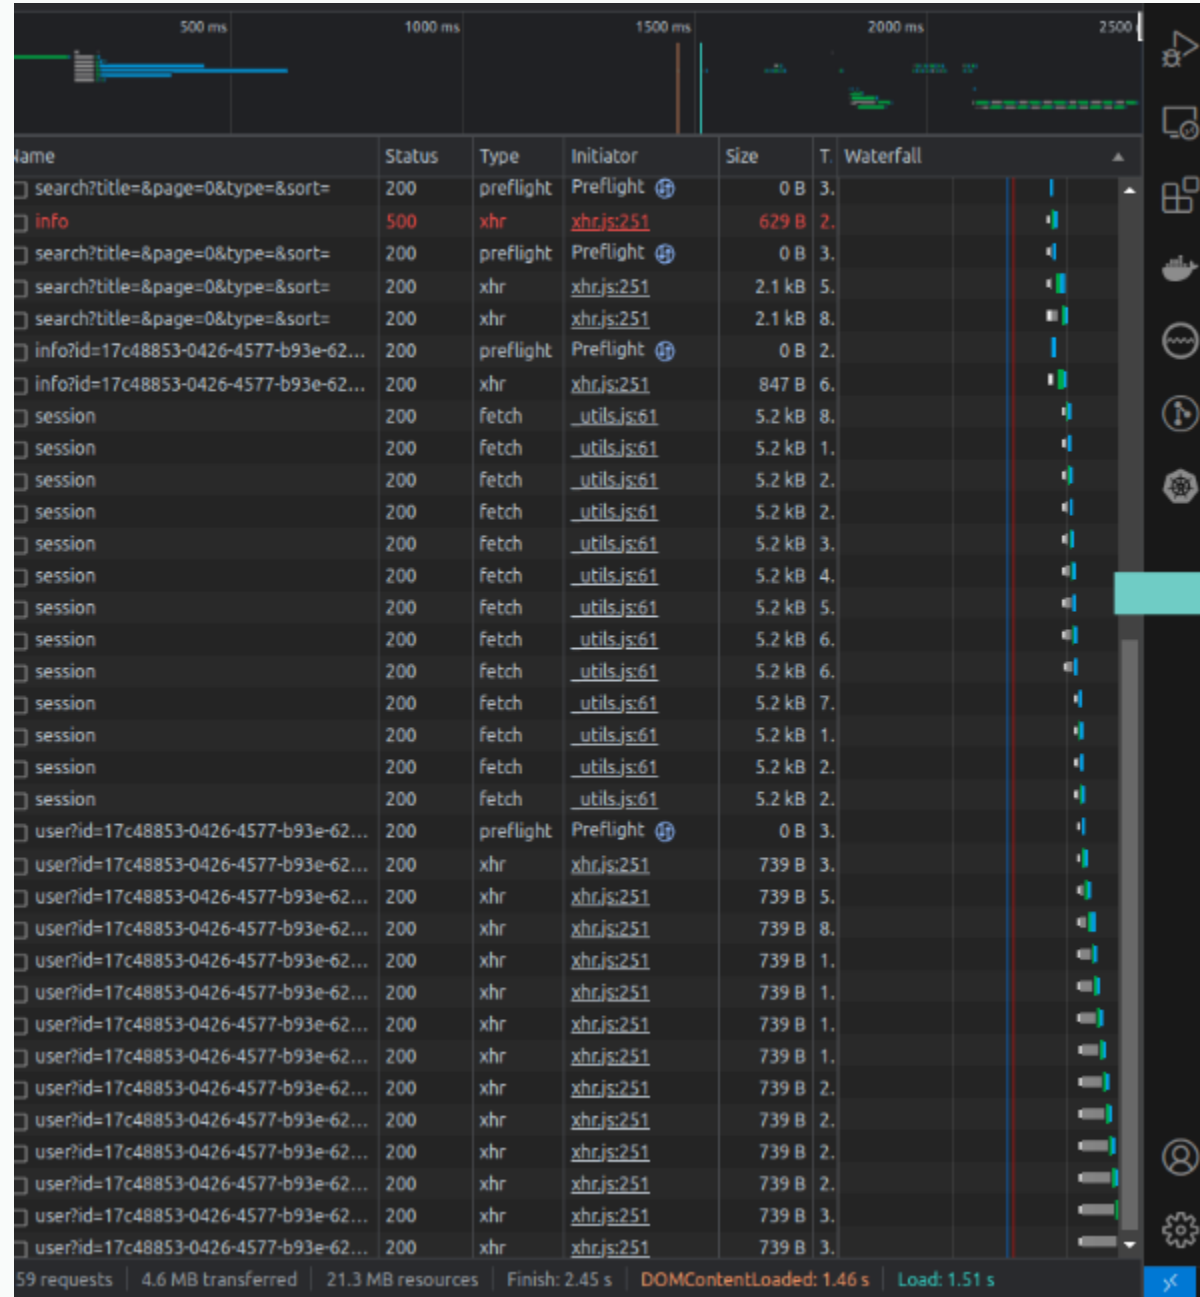 500 ms 1000 ms 1500 ms 2000 ms 2500
Name Status Type Initiator Size T. Waterfall
search?title=&page=0&type=&sort= 200 preflight Preflight 0 B 3.
info 500 xhr xhr.js:251 629 B 2.
search?title=&page=0&type=&sort= 200 preflight Preflight 0 B 3.
search?title=&page=0&type=&sort= 200 xhr xhr.js:251 2.1 kB 5.
search?title=&page=0&type=&sort= 200 xhr xhr.js:251 2.1 kB 8.
info?id=17c48853-0426-4577-b93e-62... 200 preflight Preflight 0 B 2.
info?id=17c48853-0426-4577-b93e-62... 200 xhr xhr.js:251 847 B 6.
session 200 fetch _utils.js:61 5.2 kB 8.
session 200 fetch _utils.js:61 5.2 kB 1.
session 200 fetch _utils.js:61 5.2 kB 2.
session 200 fetch _utils.js:61 5.2 kB 2.
session 200 fetch _utils.js:61 5.2 kB 3.
session 200 fetch _utils.js:61 5.2 kB 4.
session 200 fetch _utils.js:61 5.2 kB 5.
session 200 fetch _utils.js:61 5.2 kB 6.
session 200 fetch _utils.js:61 5.2 kB 6.
session 200 fetch _utils.js:61 5.2 kB 7.
session 200 fetch _utils.js:61 5.2 kB 1.
session 200 fetch _utils.js:61 5.2 kB 2.
session 200 fetch _utils.js:61 5.2 kB 2.
user?id=17c48853-0426-4577-b93e-62... 200 preflight Preflight 0 B 3.
user?id=17c48853-0426-4577-b93e-62... 200 xhr xhr.js:251 739 B 3.
user?id=17c48853-0426-4577-b93e-62... 200 xhr xhr.js:251 739 B 5.
user?id=17c48853-0426-4577-b93e-62... 200 xhr xhr.js:251 739 B 8.
user?id=17c48853-0426-4577-b93e-62... 200 xhr xhr.js:251 739 B 1.
user?id=17c48853-0426-4577-b93e-62... 200 xhr xhr.js:251 739 B 1.
user?id=17c48853-0426-4577-b93e-62... 200 xhr xhr.js:251 739 B 1.
user?id=17c48853-0426-4577-b93e-62... 200 xhr xhr.js:251 739 B 1.
user?id=17c48853-0426-4577-b93e-62... 200 xhr xhr.js:251 739 B 2.
user?id=17c48853-0426-4577-b93e-62... 200 xhr xhr.js:251 739 B 2.
user?id=17c48853-0426-4577-b93e-62... 200 xhr xhr.js:251 739 B 2.
user?id=17c48853-0426-4577-b93e-62... 200 xhr xhr.js:251 739 B 2.
user?id=17c48853-0426-4577-b93e-62... 200 xhr xhr.js:251 739 B 3.
user?id=17c48853-0426-4577-b93e-62... 200 xhr xhr.js:251 739 B 3.
59 requests 4.6 MB transferred 21.3 MB resources Finish: 2.45 s DOMContentLoaded: 1.46 s Load: 1.51 s